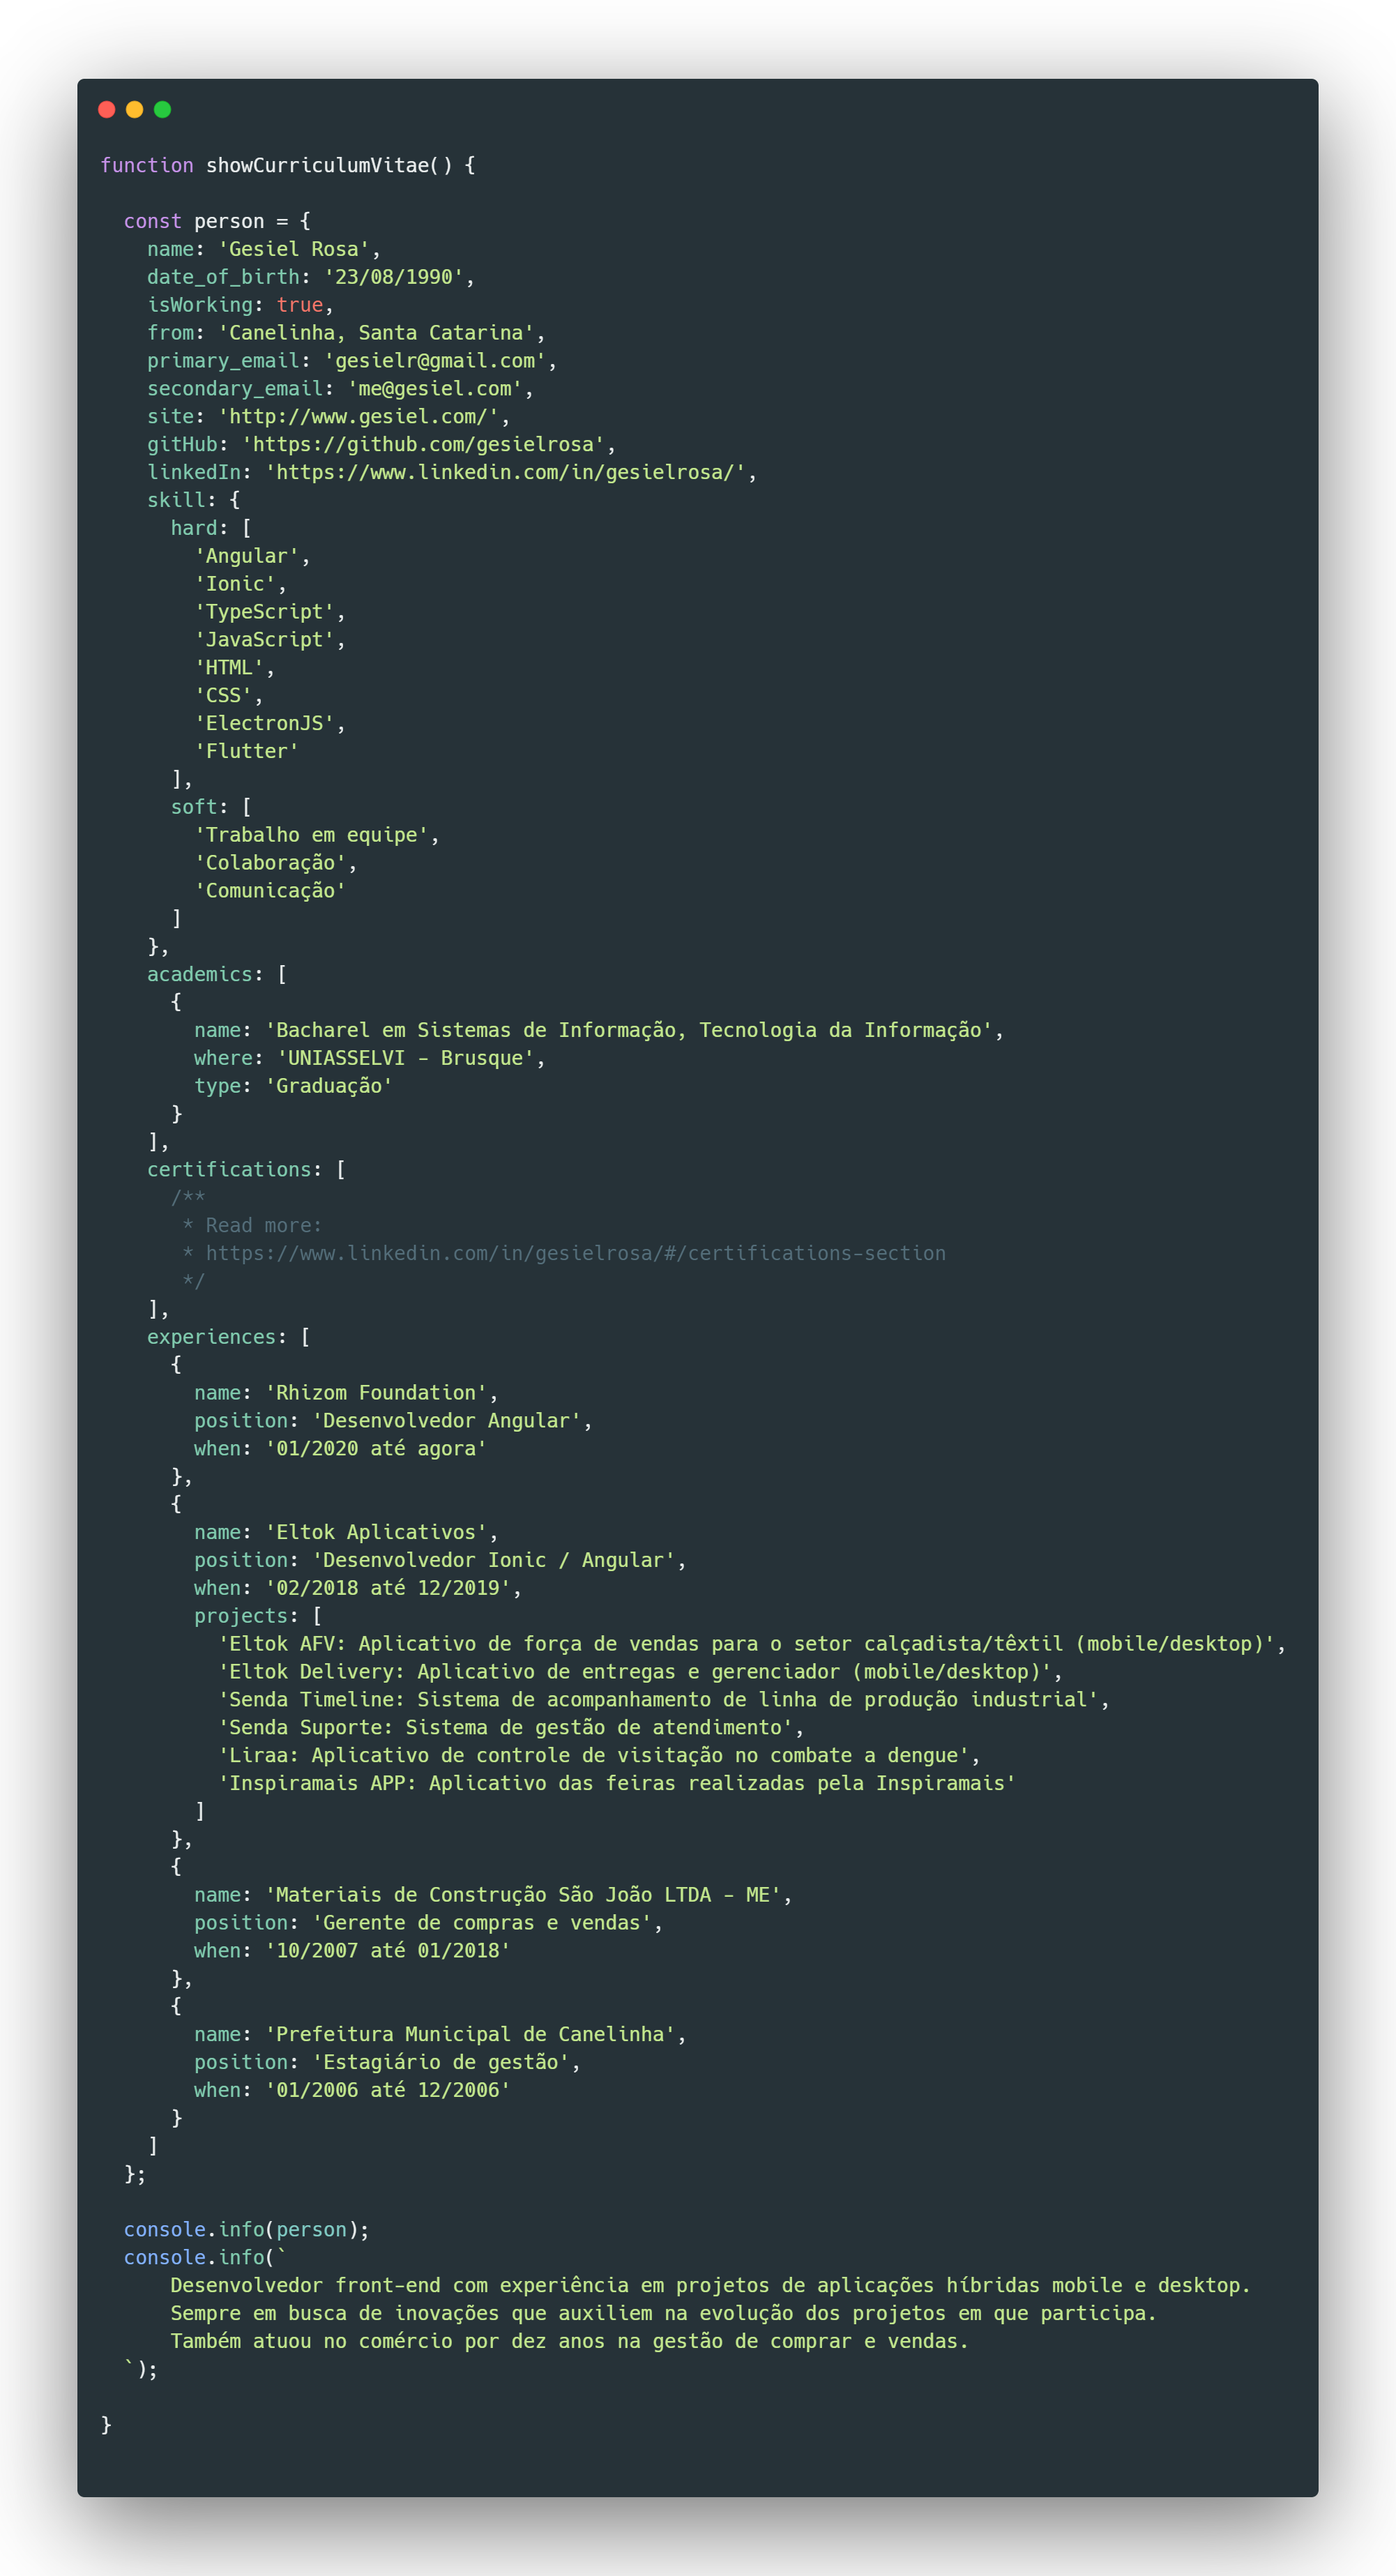 function showCurriculumVitae() {
  const person = {
    name: 'Gesiel Rosa',
    date_of_birth: '23/08/1990',
    isWorking: true,
    from: 'Canelinha, Santa Catarina',
    primary_email: 'gesielr@gmail.com',
    secondary_email: 'me@gesiel.com',
    site: 'http://www.gesiel.com/',
    gitHub: 'https://github.com/gesielrosa',
    linkedIn: 'https://www.linkedin.com/in/gesielrosa/',
    skill: {
      hard: [
        'Angular',
        'Ionic',
        'TypeScript',
        'JavaScript',
        'HTML',
        'CSS',
        'ElectronJS',
        'Flutter'
      ],
      soft: [
        'Trabalho em equipe',
        'Colaboração',
        'Comunicação'
      ]
    },
    academics: [
      {
        name: 'Bacharel em Sistemas de Informação, Tecnologia da Informação',
        where: 'UNIASSELVI - Brusque',
        type: 'Graduação'
      }
    ],
    certifications: [
      /**
       * Read more:
       * https://www.linkedin.com/in/gesielrosa/#/certifications-section
       */
    ],
    experiences: [
      {
        name: 'Rhizom Foundation',
        position: 'Desenvolvedor Angular',
        when: '01/2020 até agora'
      },
      {
        name: 'Eltok Aplicativos',
        position: 'Desenvolvedor Ionic / Angular',
        when: '02/2018 até 12/2019',
        projects: [
          'Eltok AFV: Aplicativo de força de vendas para o setor calçadista/têxtil (mobile/desktop)',
          'Eltok Delivery: Aplicativo de entregas e gerenciador (mobile/desktop)',
          'Senda Timeline: Sistema de acompanhamento de linha de produção industrial',
          'Senda Suporte: Sistema de gestão de atendimento',
          'Liraa: Aplicativo de controle de visitação no combate a dengue',
          'Inspiramais APP: Aplicativo das feiras realizadas pela Inspiramais'
        ]
      },
      {
        name: 'Materiais de Construção São João LTDA - ME',
        position: 'Gerente de compras e vendas',
        when: '10/2007 até 01/2018'
      },
      {
        name: 'Prefeitura Municipal de Canelinha',
        position: 'Estagiário de gestão',
        when: '01/2006 até 12/2006'
      }
    ]
  };
  console.info(person);
  console.info(`
      Desenvolvedor front-end com experiência em projetos de aplicações híbridas mobile e desktop.
      Sempre em busca de inovações que auxiliem na evolução dos projetos em que participa.
      Também atuou no comércio por dez anos na gestão de comprar e vendas.
  `);
}